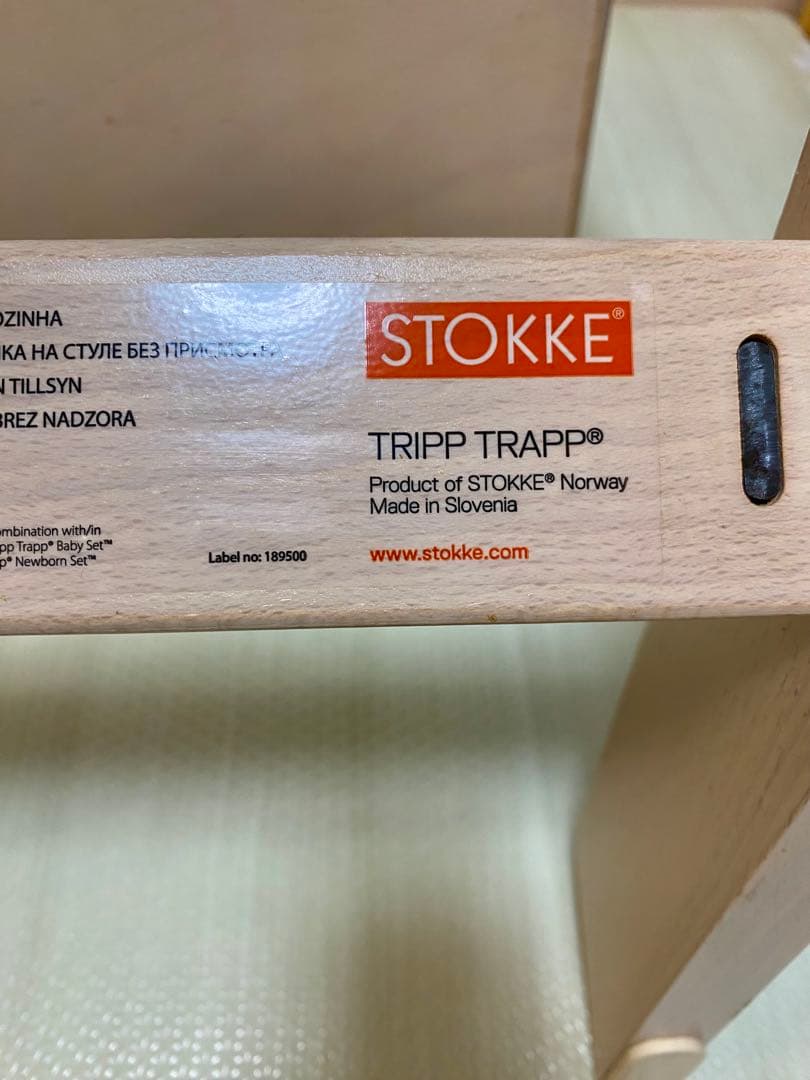 OZINHA
КА НА СТУЛЕ БЕЗ ПРИСМОТРА
N TILLSYN
BREZ NADZORA
ombination with/in
pp Trapp® Baby Set™
p® Newborn Set™
Label no: 189500
STOKKE®
TRIPP TRAPP®
Product of STOKKE® Norway
Made in Slovenia
www.stokke.com